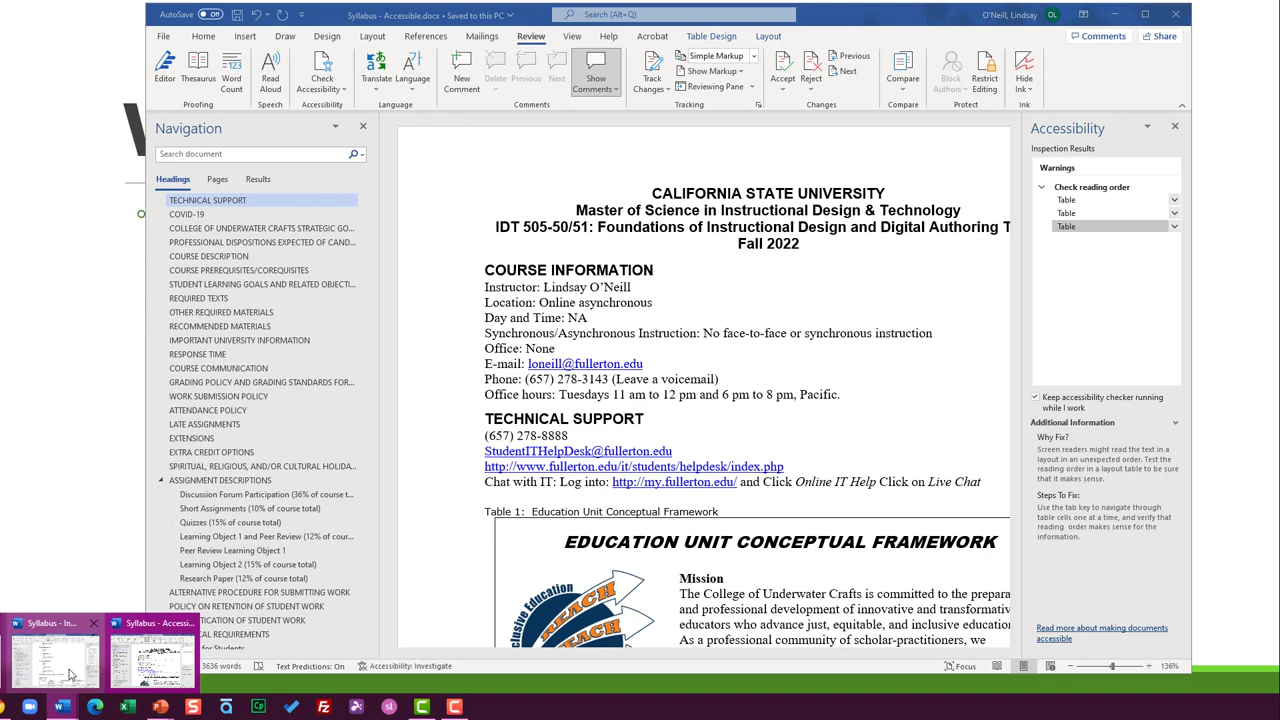 AutoSave Off
Syllabus - Accessible.docx • Saved to this PC
Search (Alt+Q)
O'Neill, Lindsay OL
File Home Insert Draw Design Layout References Mailings Review View Help Acrobat Table Design Layout
Comments Share
Editor Thesaurus Word Count
Read Aloud
Check Accessibility
Translate Language
New Comment Delete Previous Next Show Comments
Track Changes Simple Markup
Show Markup
Reviewing Pane
Accept Reject Previous
Next
Compare
Block Authors Restrict Editing
Hide Ink
Proofing Speech Accessibility Language Comments Tracking Changes Compare Protect Ink
Navigation
Search document
Headings Pages Results
TECHNICAL SUPPORT
COVID-19
COLLEGE OF UNDERWATER CRAFTS STRATEGIC GO...
PROFESSIONAL DISPOSITIONS EXPECTED OF CAND...
COURSE DESCRIPTION
COURSE PREREQUISITES/COREQUISITES
STUDENT LEARNING GOALS AND RELATED OBJECTI...
REQUIRED TEXTS
OTHER REQUIRED MATERIALS
RECOMMENDED MATERIALS
IMPORTANT UNIVERSITY INFORMATION
RESPONSE TIME
COURSE COMMUNICATION
GRADING POLICY AND GRADING STANDARDS FOR...
WORK SUBMISSION POLICY
ATTENDANCE POLICY
LATE ASSIGNMENTS
EXTENSIONS
EXTRA CREDIT OPTIONS
SPIRITUAL, RELIGIOUS, AND/OR CULTURAL HOLIDA...
ASSIGNMENT DESCRIPTIONS
Discussion Forum Participation (36% of course t...
Short Assignments (10% of course total)
Quizzes (15% of course total)
Learning Object 1 and Peer Review (12% of cour...
Peer Review Learning Object 1
Learning Object 2 (15% of course total)
Research Paper (12% of course total)
ALTERNATIVE PROCEDURE FOR SUBMITTING WORK
POLICY ON RETENTION OF STUDENT WORK
CALIFORNIA STATE UNIVERSITY
Master of Science in Instructional Design & Technology
IDT 505-50/51: Foundations of Instructional Design and Digital Authoring T
Fall 2022
COURSE INFORMATION
Instructor: Lindsay O'Neill
Location: Online asynchronous
Day and Time: NA
Synchronous/Asynchronous Instruction: No face-to-face or synchronous instruction
Office: None
E-mail: loneill@fullerton.edu
Phone: (657) 278-3143 (Leave a voicemail)
Office hours: Tuesdays 11 am to 12 pm and 6 pm to 8 pm, Pacific.
TECHNICAL SUPPORT
(657) 278-8888
StudentITHelpDesk@fullerton.edu
http://www.fullerton.edu/it/students/helpdesk/index.php
Chat with IT: Log into: http://my.fullerton.edu/ and Click Online IT Help Click on Live Chat
Table 1: Education Unit Conceptual Framework
EDUCATION UNIT CONCEPTUAL FRAMEWORK
Mission
The College of Underwater Crafts is committed to the prepara
and professional development of innovative and transformativ
educators who advance just, equitable, and inclusive education
As a professional community of scholar-practitioners, we
REACH
Accessibility
Inspection Results
Warnings
Check reading order
Table
Table
Table
Keep accessibility checker running
while I work
Additional Information
Why Fix?
Screen readers might read the text in a
layout in an unexpected order. Test the
reading order in a layout table to be sure
that it makes sense.
Steps To Fix:
Use the tab key to navigate through
table cells one at a time, and verify that
reading order makes sense for the
information.
Read more about making documents
accessible
Syllabus - In...
Syllabus - Accessi...
3636 words Text Predictions: On Accessibility: Investigate Focus 136%